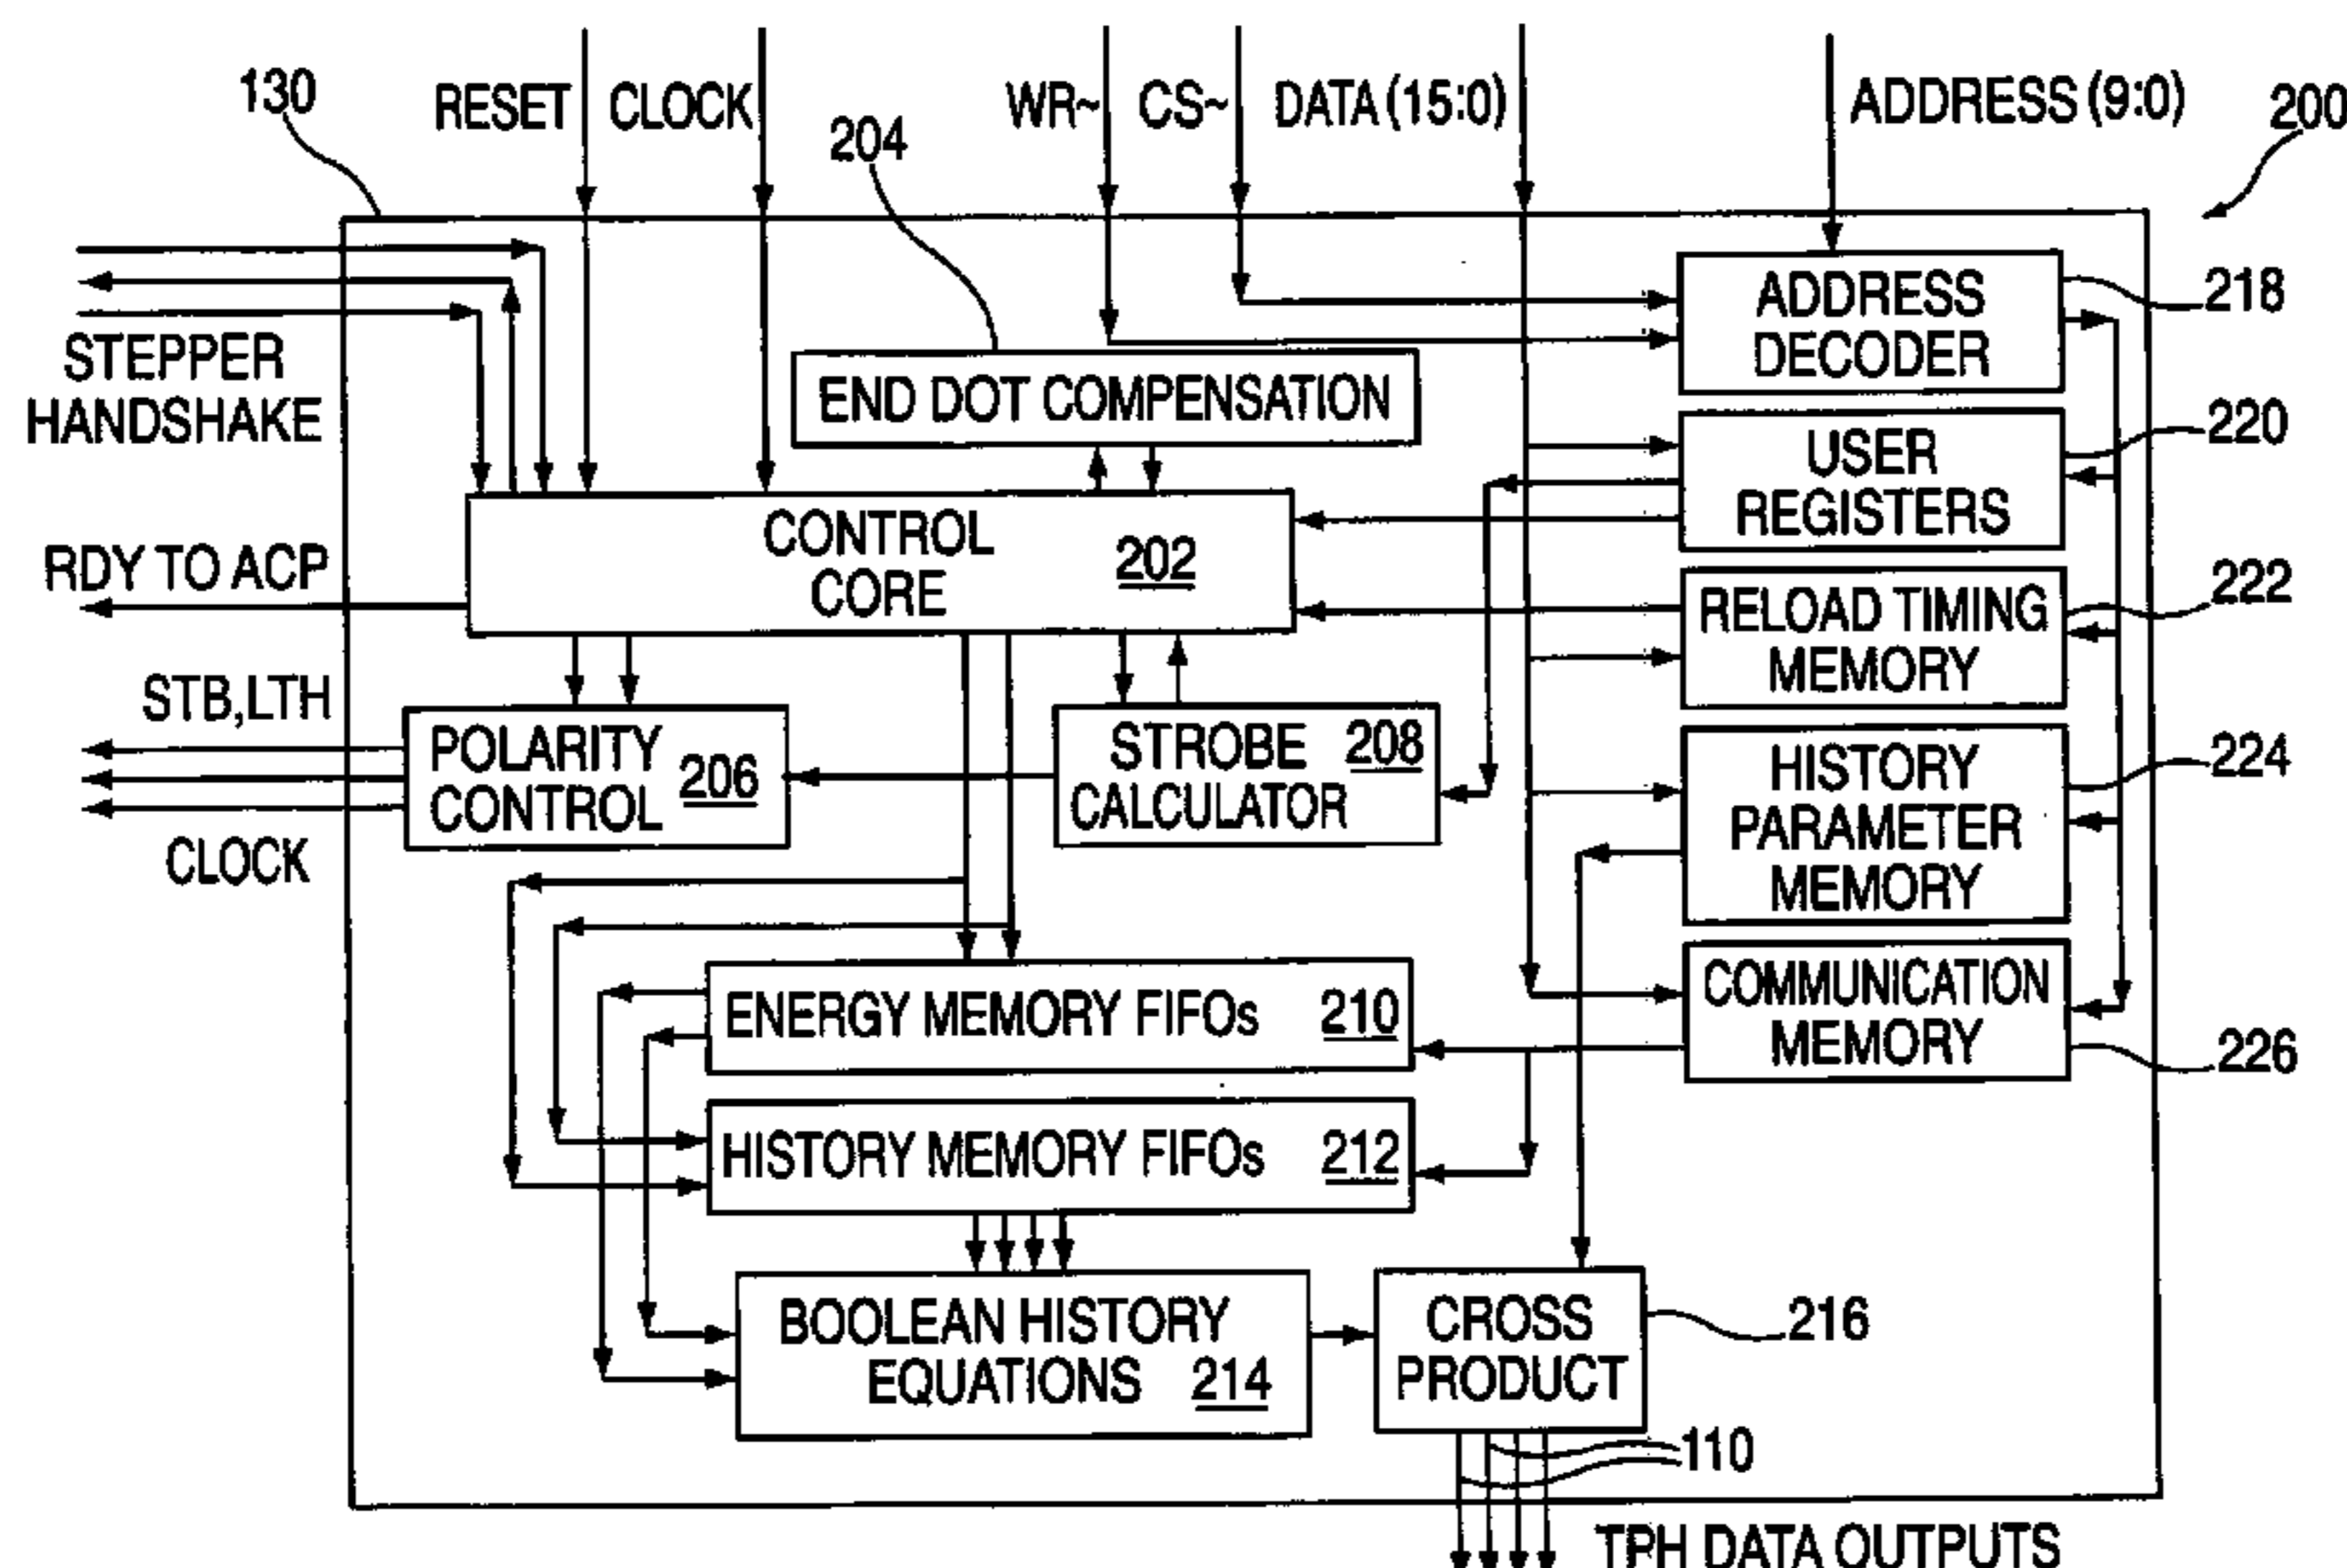 130
RESET
CLOCK
204
WR~
CS~
DATA (15:0)
ADDRESS (9:0)
200
STEPPER
HANDSHAKE
END DOT COMPENSATION
ADDRESS
DECODER
218
USER
REGISTERS
220
CONTROL
CORE
202
RDY TO ACP
RELOAD TIMING
MEMORY
222
STB,LTH
POLARITY
CONTROL
206
CLOCK
STROBE
CALCULATOR
208
HISTORY
PARAMETER
MEMORY
224
ENERGY MEMORY FIFOs 210
COMMUNICATION
MEMORY
226
HISTORY MEMORY FIFOs 212
BOOLEAN HISTORY
EQUATIONS 214
CROSS
PRODUCT
216
110
TPH DATA OUTPUTS